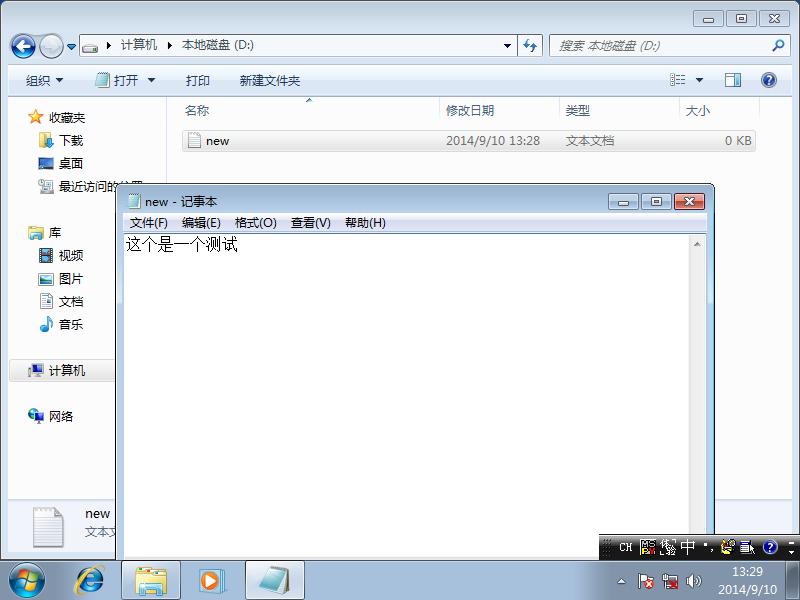 计算机
本地磁盘 (D:)
搜索 本地磁盘 (D:)
组织
打开
打印
新建文件夹
收藏夹
下载
桌面
最近访问的
库
视频
图片
文档
音乐
计算机
网络
名称
修改日期
类型
大小
new
2014/9/10 13:28
文本文档
0 KB
new - 记事本
文件(F)
编辑(E)
格式(O)
查看(V)
帮助(H)
这个是一个测试
new
CH
中
13:29
2014/9/10